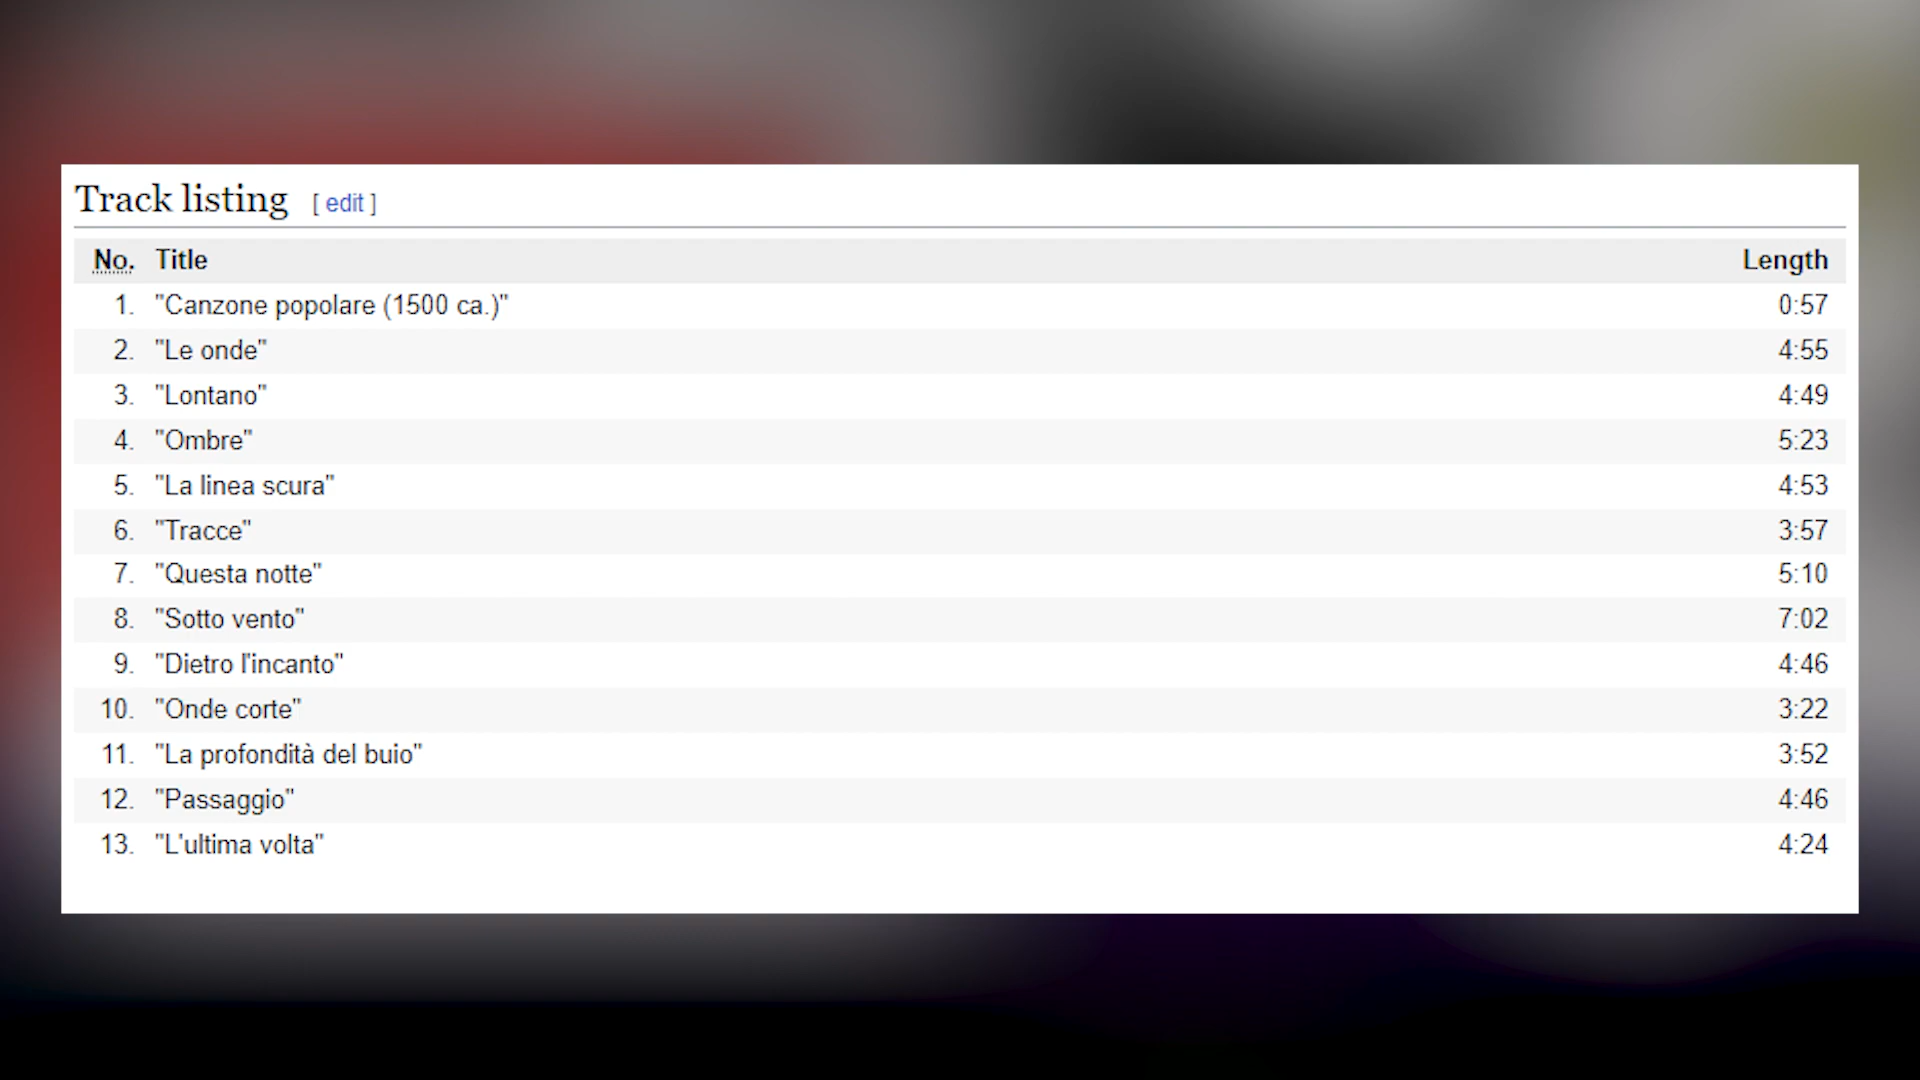 Track listing [ edit ]
No. Title Length
1. "Canzone popolare (1500 ca.)" 0:57
2. "Le onde" 4:55
3. "Lontano" 4:49
4. "Ombre" 5:23
5. "La linea scura" 4:53
6. "Tracce" 3:57
7. "Questa notte" 5:10
8. "Sotto vento" 7:02
9. "Dietro l'incanto" 4:46
10. "Onde corte" 3:22
11. "La profondità del buio" 3:52
12. "Passaggio" 4:46
13. "L'ultima volta" 4:24